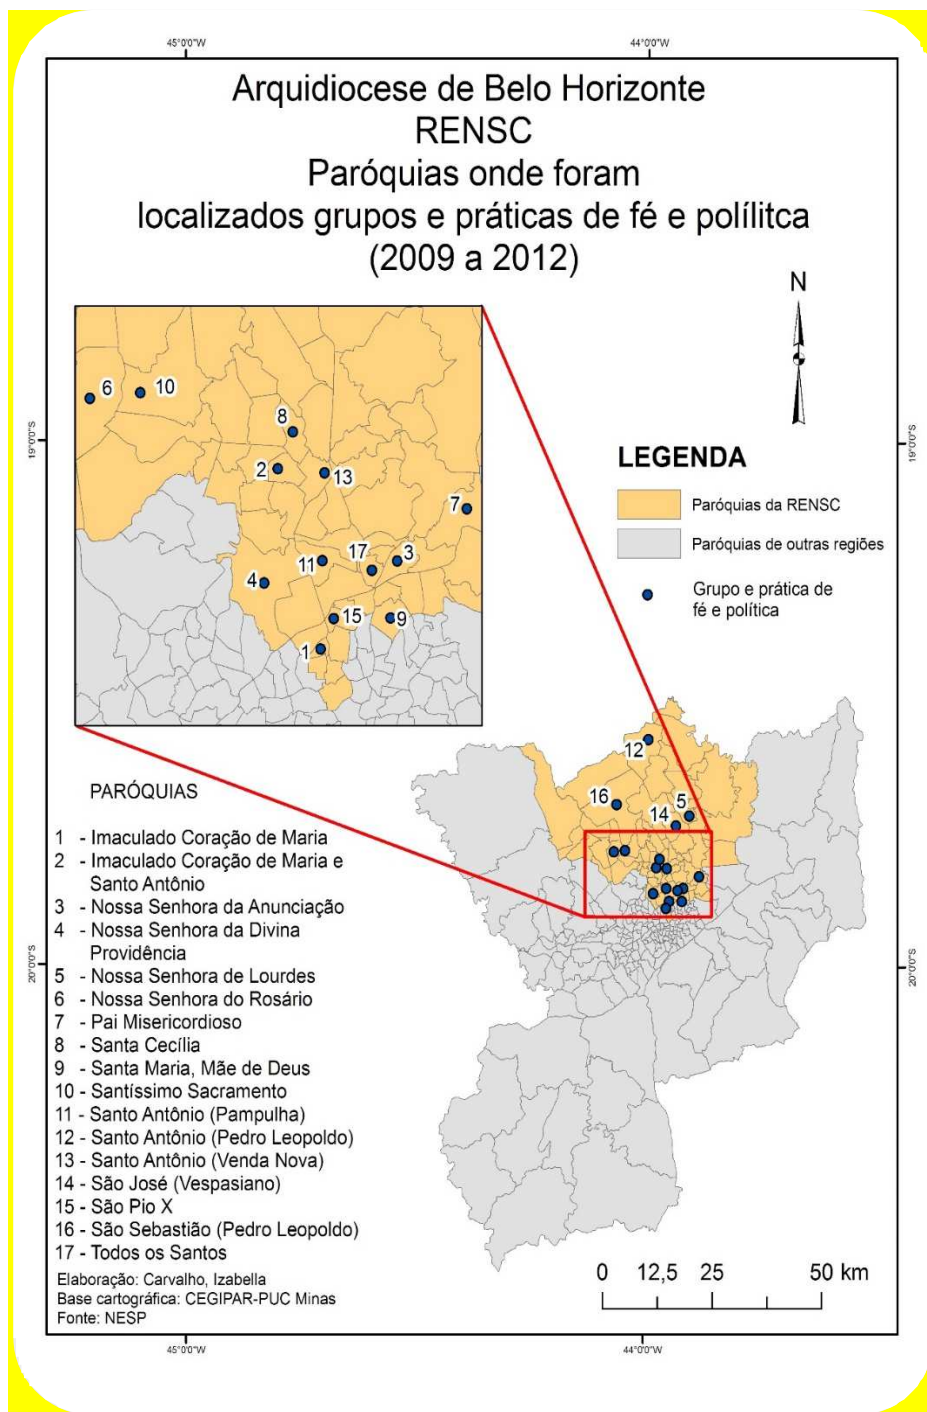 45°0'0"W 44°0'0"W
Arquidiocese de Belo Horizonte
RENSC
Paróquias onde foram
localizados grupos e práticas de fé e polílitca
(2009 a 2012)
N
6
10
8
2
13
7
17
3
11
4
15
9
1
19°0'0"S
19°0'0"S
LEGENDA
Paróquias da RENSC
Paróquias de outras regiões
Grupo e prática de
fé e política
12
16
5
14
PARÓQUIAS
1 - Imaculado Coração de Maria
2 - Imaculado Coração de Maria e
Santo Antônio
3 - Nossa Senhora da Anunciação
4 - Nossa Senhora da Divina
Providência
5 - Nossa Senhora de Lourdes
6 - Nossa Senhora do Rosário
7 - Pai Misericordioso
8 - Santa Cecília
9 - Santa Maria, Mãe de Deus
10 - Santíssimo Sacramento
11 - Santo Antônio (Pampulha)
12 - Santo Antônio (Pedro Leopoldo)
13 - Santo Antônio (Venda Nova)
14 - São José (Vespasiano)
15 - São Pio X
16 - São Sebastião (Pedro Leopoldo)
17 - Todos os Santos
20°0'0"S
20°0'0"S
Elaboração: Carvalho, Izabella
Base cartográfica: CEGIPAR-PUC Minas
Fonte: NESP
0 12,5 25 50 km
45°0'0"W 44°0'0"W